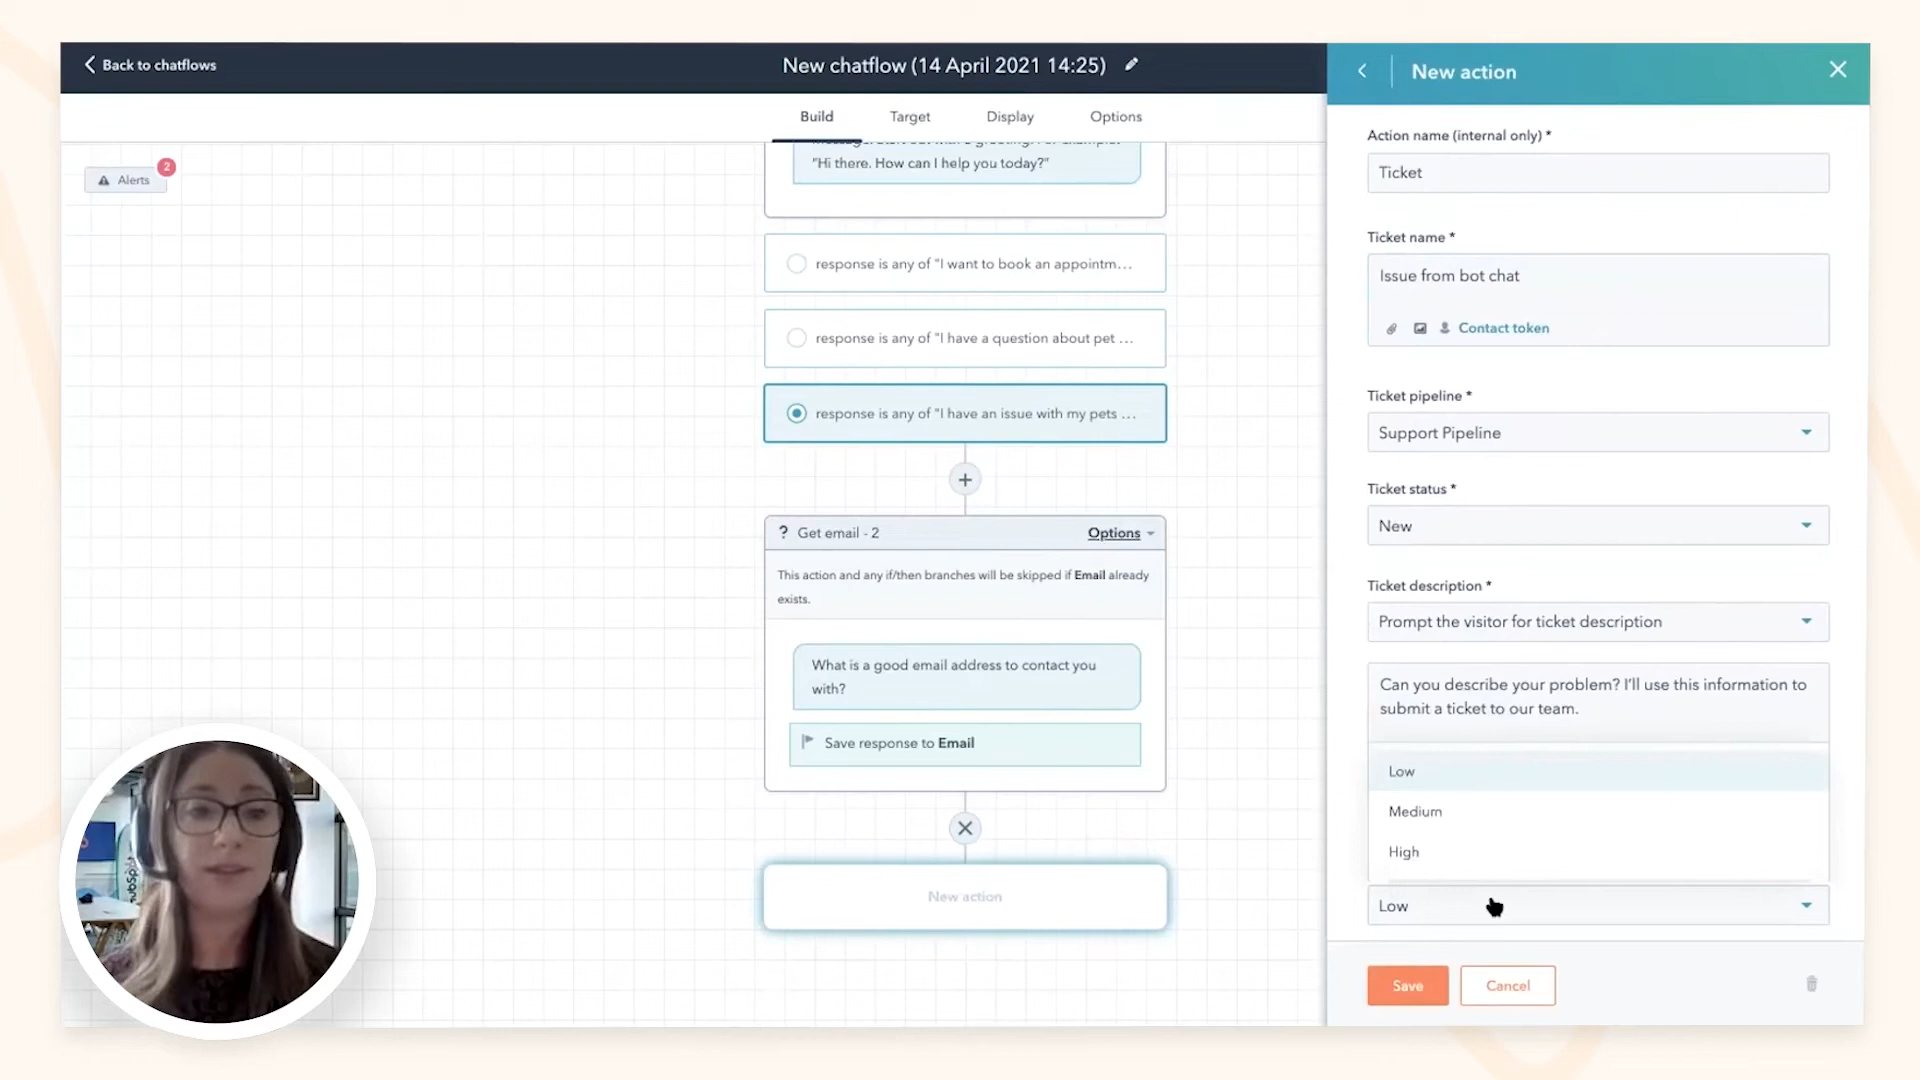 Back to chatflows
New chatflow (14 April 2021 14:25)
Build
Target
Display
Options
Alerts
2
"Hi there. How can I help you today?"
response is any of "I want to book an appointm...
response is any of "I have a question about pet ...
response is any of "I have an issue with my pets ...
+
? Get email - 2
Options
This action and any if/then branches will be skipped if Email already
exists.
What is a good email address to contact you
with?
Save response to Email
New action
New action
Action name (internal only) *
Ticket
Ticket name *
Issue from bot chat
Contact token
Ticket pipeline *
Support Pipeline
Ticket status *
New
Ticket description *
Prompt the visitor for ticket description
Can you describe your problem? I'll use this information to
submit a ticket to our team.
Low
Medium
High
Low
Save
Cancel